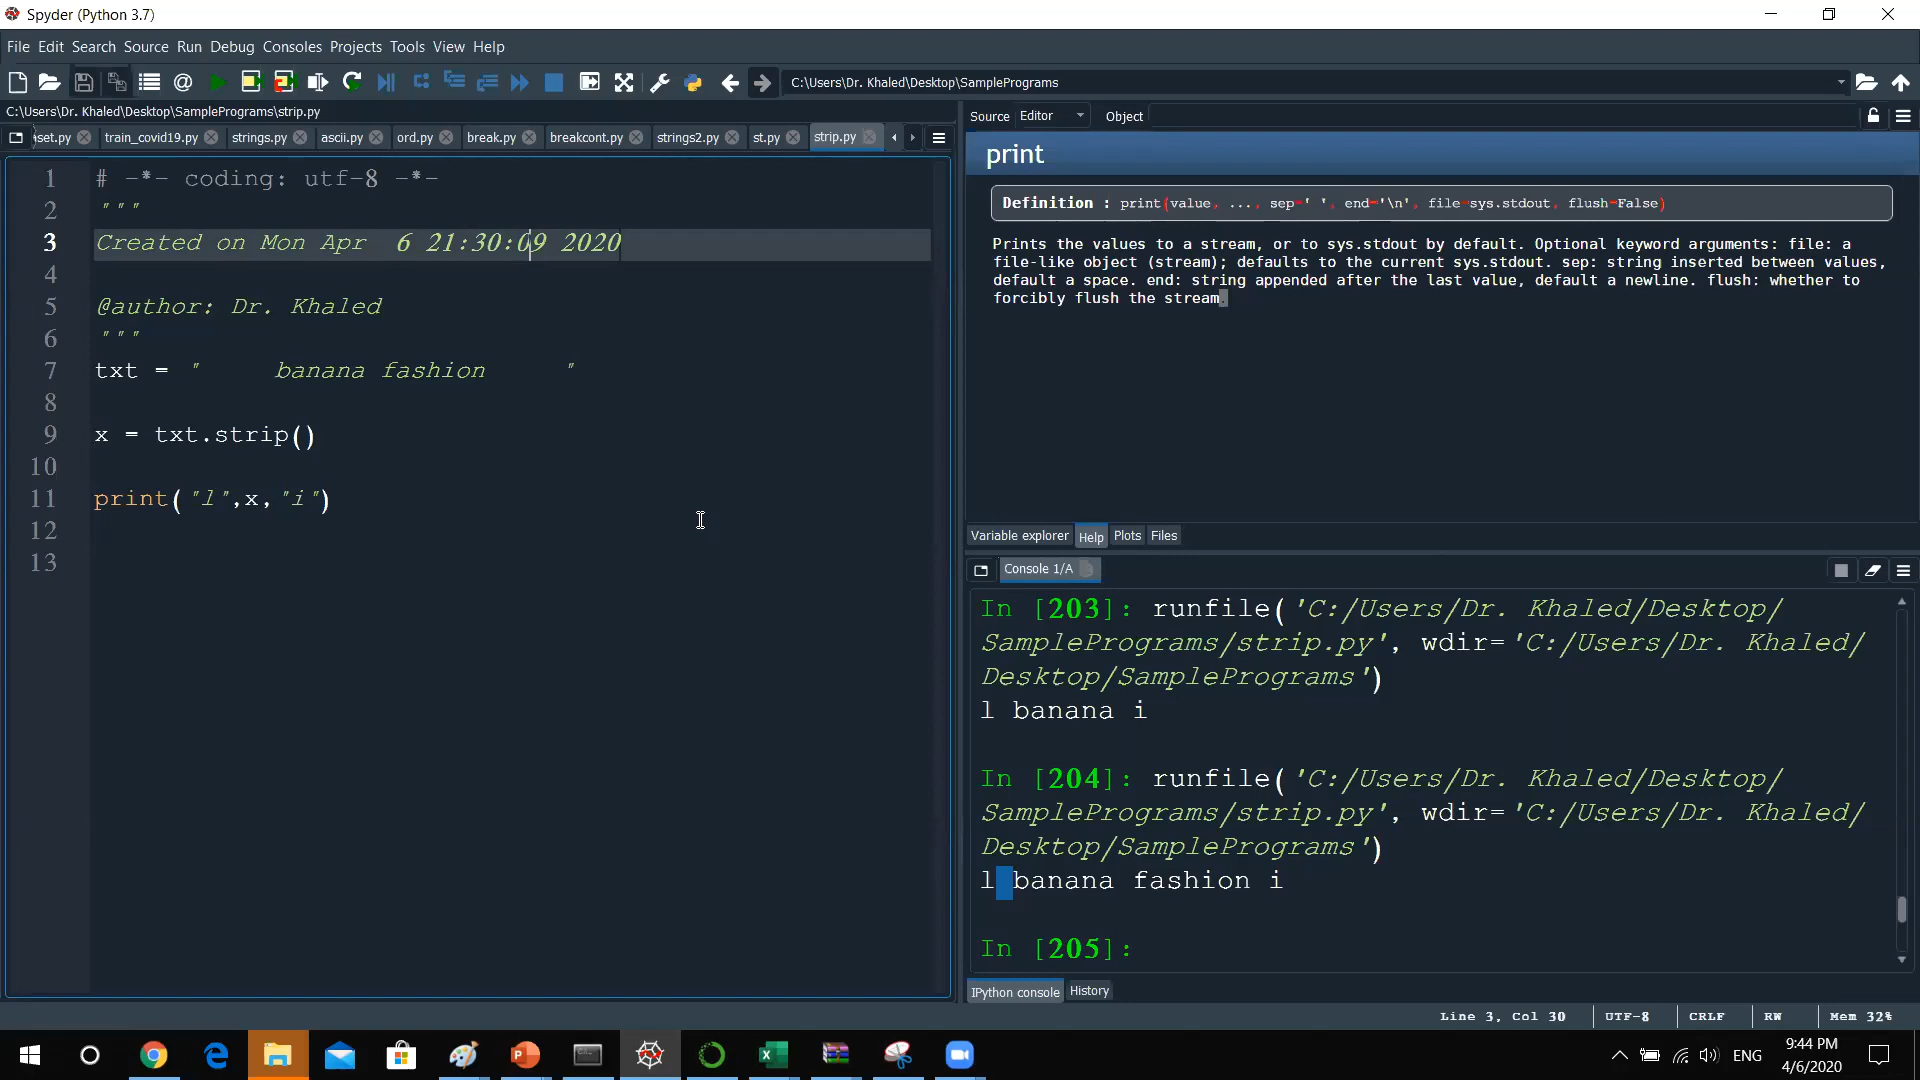 Spyder (Python 3.7)
File Edit Search Source Run Debug Consoles Projects Tools View Help
C:\Users\Dr. Khaled\Desktop\SamplePrograms
C:\Users\Dr. Khaled\Desktop\SamplePrograms\strip.py
set.py train_covid19.py strings.py ascii.py ord.py break.py breakcont.py strings2.py st.py strip.py
1 # -*- coding: utf-8 -*-
2 """
3 Created on Mon Apr  6 21:30:09 2020
4
5 @author: Dr. Khaled
6 """
7 txt = "     banana fashion     "
8
9 x = txt.strip()
10
11 print("l",x,"i")
12
13
Source Editor Object
print
Definition : print(value, ..., sep=' ', end='\n', file=sys.stdout, flush=False)
Prints the values to a stream, or to sys.stdout by default. Optional keyword arguments: file: a
file-like object (stream); defaults to the current sys.stdout. sep: string inserted between values,
default a space. end: string appended after the last value, default a newline. flush: whether to
forcibly flush the stream.
Variable explorer Help Plots Files
Console 1/A
In [203]: runfile('C:/Users/Dr. Khaled/Desktop/
SamplePrograms/strip.py', wdir='C:/Users/Dr. Khaled/
Desktop/SamplePrograms')
l banana i
In [204]: runfile('C:/Users/Dr. Khaled/Desktop/
SamplePrograms/strip.py', wdir='C:/Users/Dr. Khaled/
Desktop/SamplePrograms')
l banana fashion i
In [205]:
IPython console History
Line 3, Col 30 UTF-8 CRLF RW Mem 32%
ENG
9:44 PM
4/6/2020